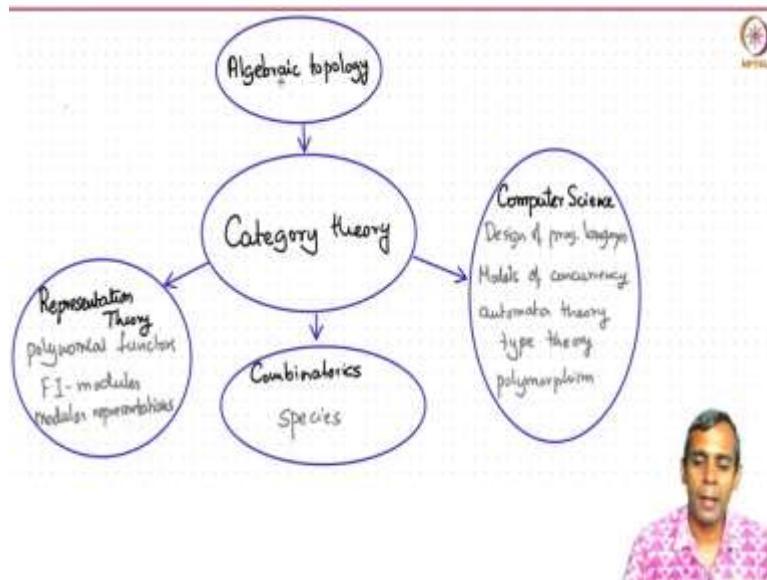 Algebraic topology
Category theory
Representation
Theory
polynomial functors
FI-modules
modular representations
Combinatorics
Species
Computer Science
Design of prog. languages
Models of concurrency
automata theory
type theory
polymorphism
NPTEL